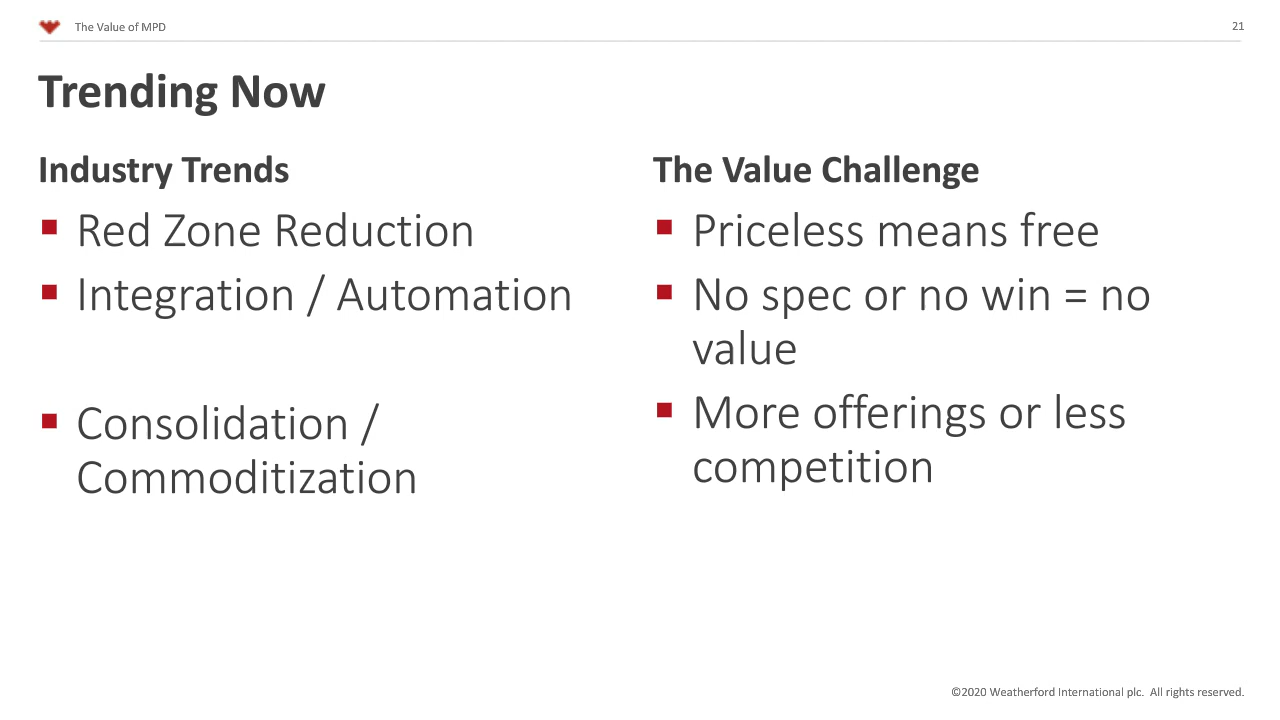 The Value of MPD
21
Trending Now
Industry Trends
Red Zone Reduction
Integration / Automation
Consolidation /
Commoditization
The Value Challenge
Priceless means free
No spec or no win = no
value
More offerings or less
competition
©2020 Weatherford International plc. All rights reserved.